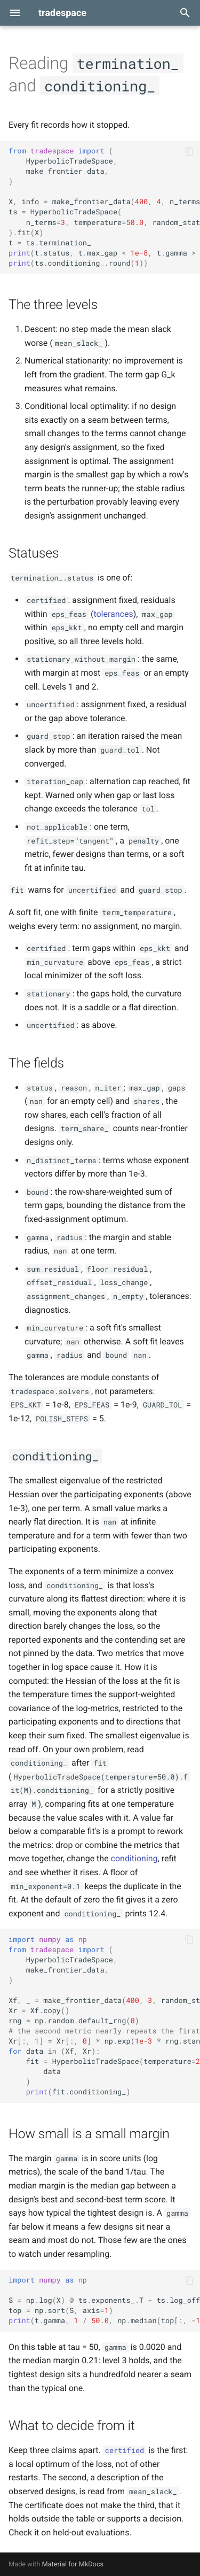 tradespace
Reading termination_
and conditioning_
Every fit records how it stopped.
from tradespace import (
HyperbolicTradeSpace,
make_frontier_data,
)
X, info = make_frontier_data(400, 4, n_terms
ts = HyperbolicTradeSpace(
n_terms=3, temperature=50.0, random_stat
).fit(X)
t = ts.termination_
print(t.status, t.max_gap < 1e-8, t.gamma >
print(ts.conditioning_.round(1))
The three levels
1. Descent: no step made the mean slack
worse ( mean_slack_ ).
2. Numerical stationarity: no improvement is
left from the gradient. The term gap G_k
measures what remains.
3. Conditional local optimality: if no design
sits exactly on a seam between terms,
small changes to the terms cannot change
any design's assignment, so the fixed
assignment is optimal. The assignment
margin is the smallest gap by which a row's
term beats the runner-up; the stable radius
is the perturbation provably leaving every
design's assignment unchanged.
Statuses
termination_.status is one of:
certified : assignment fixed, residuals
within eps_feas (tolerances), max_gap
within eps_kkt , no empty cell and margin
positive, so all three levels hold.
stationary_without_margin : the same,
with margin at most eps_feas or an empty
cell. Levels 1 and 2.
uncertified : assignment fixed, a residual
or the gap above tolerance.
guard_stop : an iteration raised the mean
slack by more than guard_tol . Not
converged.
iteration_cap : alternation cap reached, fit
kept. Warned only when gap or last loss
change exceeds the tolerance tol .
not_applicable : one term,
refit_step="tangent" , a penalty , one
metric, fewer designs than terms, or a soft
fit at infinite tau.
fit warns for uncertified and guard_stop .
A soft fit, one with finite term_temperature ,
weighs every term: no assignment, no margin.
certified : term gaps within eps_kkt and
min_curvature above eps_feas , a strict
local minimizer of the soft loss.
stationary : the gaps hold, the curvature
does not. It is a saddle or a flat direction.
uncertified : as above.
The fields
status , reason , n_iter ; max_gap , gaps
( nan for an empty cell) and shares , the
row shares, each cell's fraction of all
designs. term_share_ counts near-frontier
designs only.
n_distinct_terms : terms whose exponent
vectors differ by more than 1e-3.
bound : the row-share-weighted sum of
term gaps, bounding the distance from the
fixed-assignment optimum.
gamma , radius : the margin and stable
radius, nan at one term.
sum_residual , floor_residual ,
offset_residual , loss_change ,
assignment_changes , n_empty , tolerances:
diagnostics.
min_curvature : a soft fit's smallest
curvature; nan otherwise. A soft fit leaves
gamma , radius and bound nan .
The tolerances are module constants of
tradespace.solvers , not parameters:
EPS_KKT = 1e-8, EPS_FEAS = 1e-9, GUARD_TOL =
1e-12, POLISH_STEPS = 5.
conditioning_
The smallest eigenvalue of the restricted
Hessian over the participating exponents (above
1e-3), one per term. A small value marks a
nearly flat direction. It is nan at infinite
temperature and for a term with fewer than two
participating exponents.
The exponents of a term minimize a convex
loss, and conditioning_ is that loss's
curvature along its flattest direction: where it is
small, moving the exponents along that
direction barely changes the loss, so the
reported exponents and the contending set are
not pinned by the data. Two metrics that move
together in log space cause it. How it is
computed: the Hessian of the loss at the fit is
the temperature times the support-weighted
covariance of the log-metrics, restricted to the
participating exponents and to directions that
keep their sum fixed. The smallest eigenvalue is
read off. On your own problem, read
conditioning_ after fit
( HyperbolicTradeSpace(temperature=50.0).f
it(M).conditioning_ for a strictly positive
array M ), comparing fits at one temperature
because the value scales with it. A value far
below a comparable fit's is a prompt to rework
the metrics: drop or combine the metrics that
move together, change the conditioning, refit
and see whether it rises. A floor of
min_exponent=0.1 keeps the duplicate in the
fit. At the default of zero the fit gives it a zero
exponent and conditioning_ prints 12.4.
import numpy as np
from tradespace import (
HyperbolicTradeSpace,
make_frontier_data,
)
Xf, _ = make_frontier_data(400, 3, random_st
Xr = Xf.copy()
rng = np.random.default_rng(0)
# the second metric nearly repeats the first
Xr[:, 1] = Xr[:, 0] * np.exp(1e-3 * rng.stan
for data in (Xf, Xr):
fit = HyperbolicTradeSpace(temperature=2
data
)
print(fit.conditioning_)
How small is a small margin
The margin gamma is in score units (log
metrics), the scale of the band 1/tau. The
median margin is the median gap between a
design's best and second-best term score. It
says how typical the tightest design is. A gamma
far below it means a few designs sit near a
seam and most do not. Those few are the ones
to watch under resampling.
import numpy as np
S = np.log(X) @ ts.exponents_.T - ts.log_off
top = np.sort(S, axis=1)
print(t.gamma, 1 / 50.0, np.median(top[:, -1
On this table at tau = 50, gamma is 0.0020 and
the median margin 0.21: level 3 holds, and the
tightest design sits a hundredfold nearer a seam
than the typical one.
What to decide from it
Keep three claims apart. certified is the first:
a local optimum of the loss, not of other
restarts. The second, a description of the
observed designs, is read from mean_slack_ .
The certificate does not make the third, that it
holds outside the table or supports a decision.
Check it on held-out evaluations.
Made with Material for MkDocs